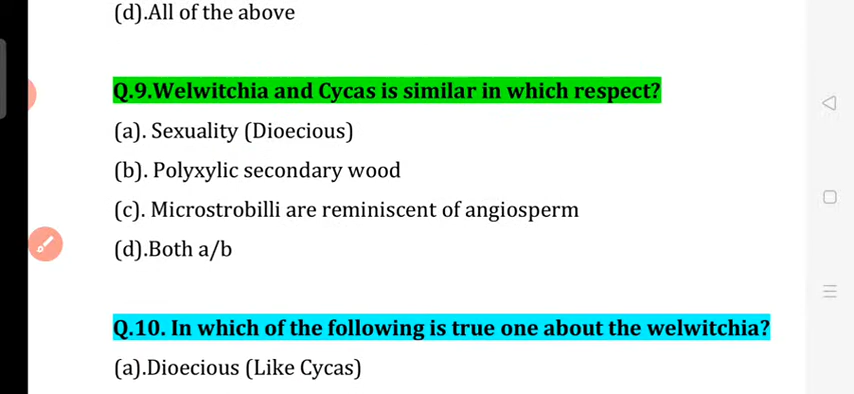 (d).All of the above
Q.9.Welwitchia and Cycas is similar in which respect?
(a). Sexuality (Dioecious)
(b). Polyxylic secondary wood
(c). Microstrobilli are reminiscent of angiosperm
(d).Both a/b
Q.10. In which of the following is true one about the welwitchia?
(a).Dioecious (Like Cycas)